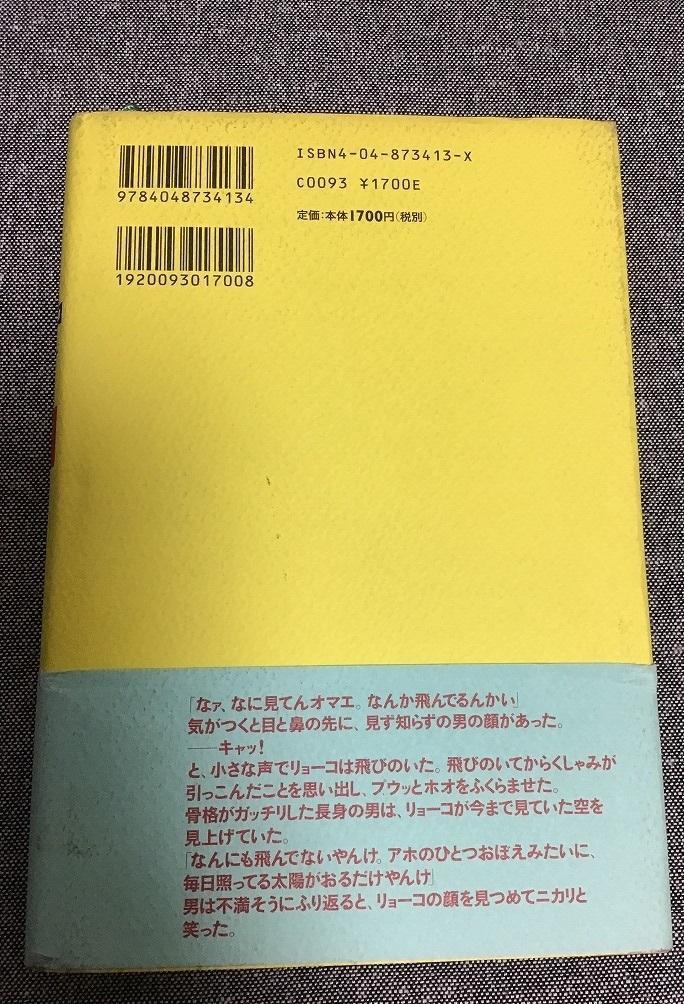 ISBN4-04-873413-X
9784048734134
C0093 ¥1700E
定価:本体1700円(税別)
1920093017008
「なァ、なに見てんオマエ。なんか飛んでるんかい」
気がつくと目と鼻の先に、見ず知らずの男の顔があった。
――キャッ!
と、小さな声でリョーコは飛びのいた。飛びのいてからくしゃみが
引っこんだことを思い出し、プウッとホオをふくらませた。
骨格がガッチリした長身の男は、リョーコが今まで見ていた空を
見上げていた。
「なんにも飛んでないやんけ。アホのひとつおぼえみたいに、
毎日照ってる太陽がおるだけやんけ」
男は不満そうにふり返ると、リョーコの顔を見つめてニカリと
笑った。